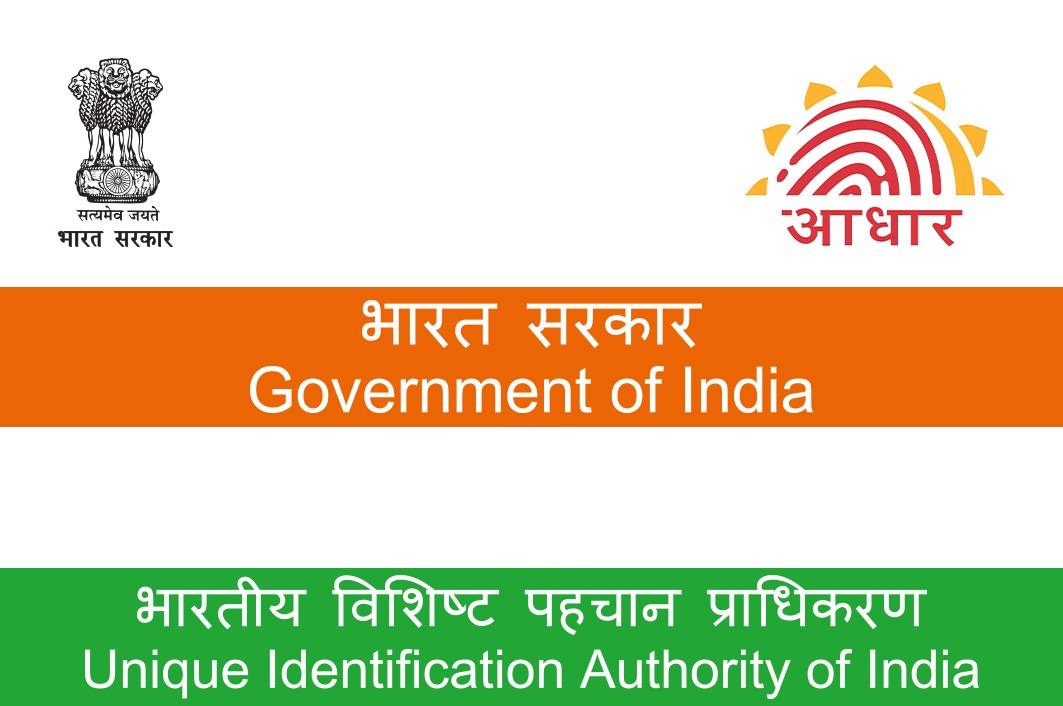 सत्यमेव जयते
भारत सरकार
आधार
भारत सरकार
Government of India
भारतीय विशिष्ट पहचान प्राधिकरण
Unique Identification Authority of India